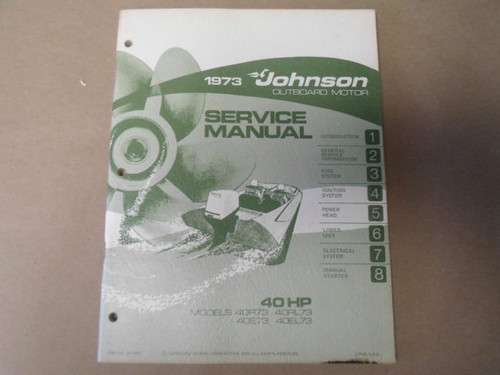 1973 Johnson
OUTBOARD MOTOR
SERVICE
MANUAL
INTRODUCTION 1
GENERAL
SERVICE
INFORMATION 2
FUEL
SYSTEM 3
IGNITION
SYSTEM 4
POWER
HEAD 5
LOWER
UNIT 6
ELECTRICAL
SYSTEM 7
MANUAL
STARTER 8
40 HP
MODELS 40R73 40RL73
40E73 40EL73